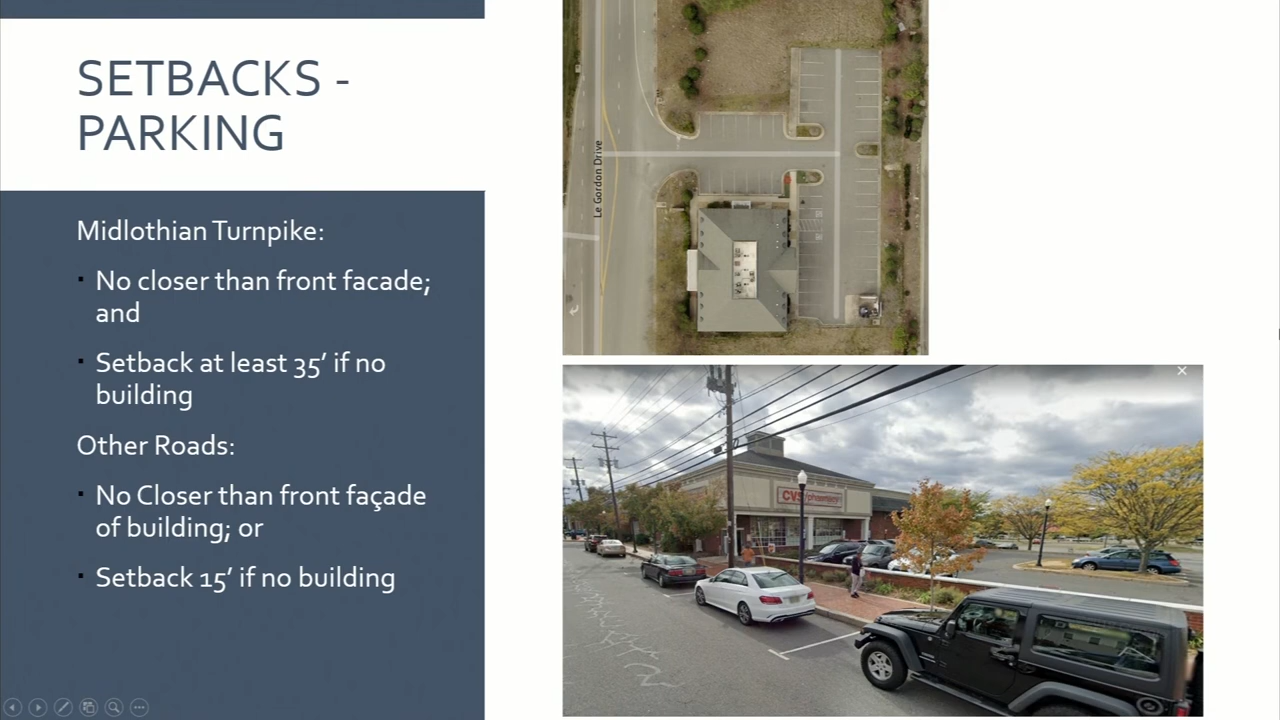 SETBACKS -
PARKING
Midlothian Turnpike:
No closer than front facade;
and
Setback at least 35’ if no
building
Other Roads:
No Closer than front façade
of building; or
Setback 15’ if no building
Le Gordon Drive
CVS/pharmacy